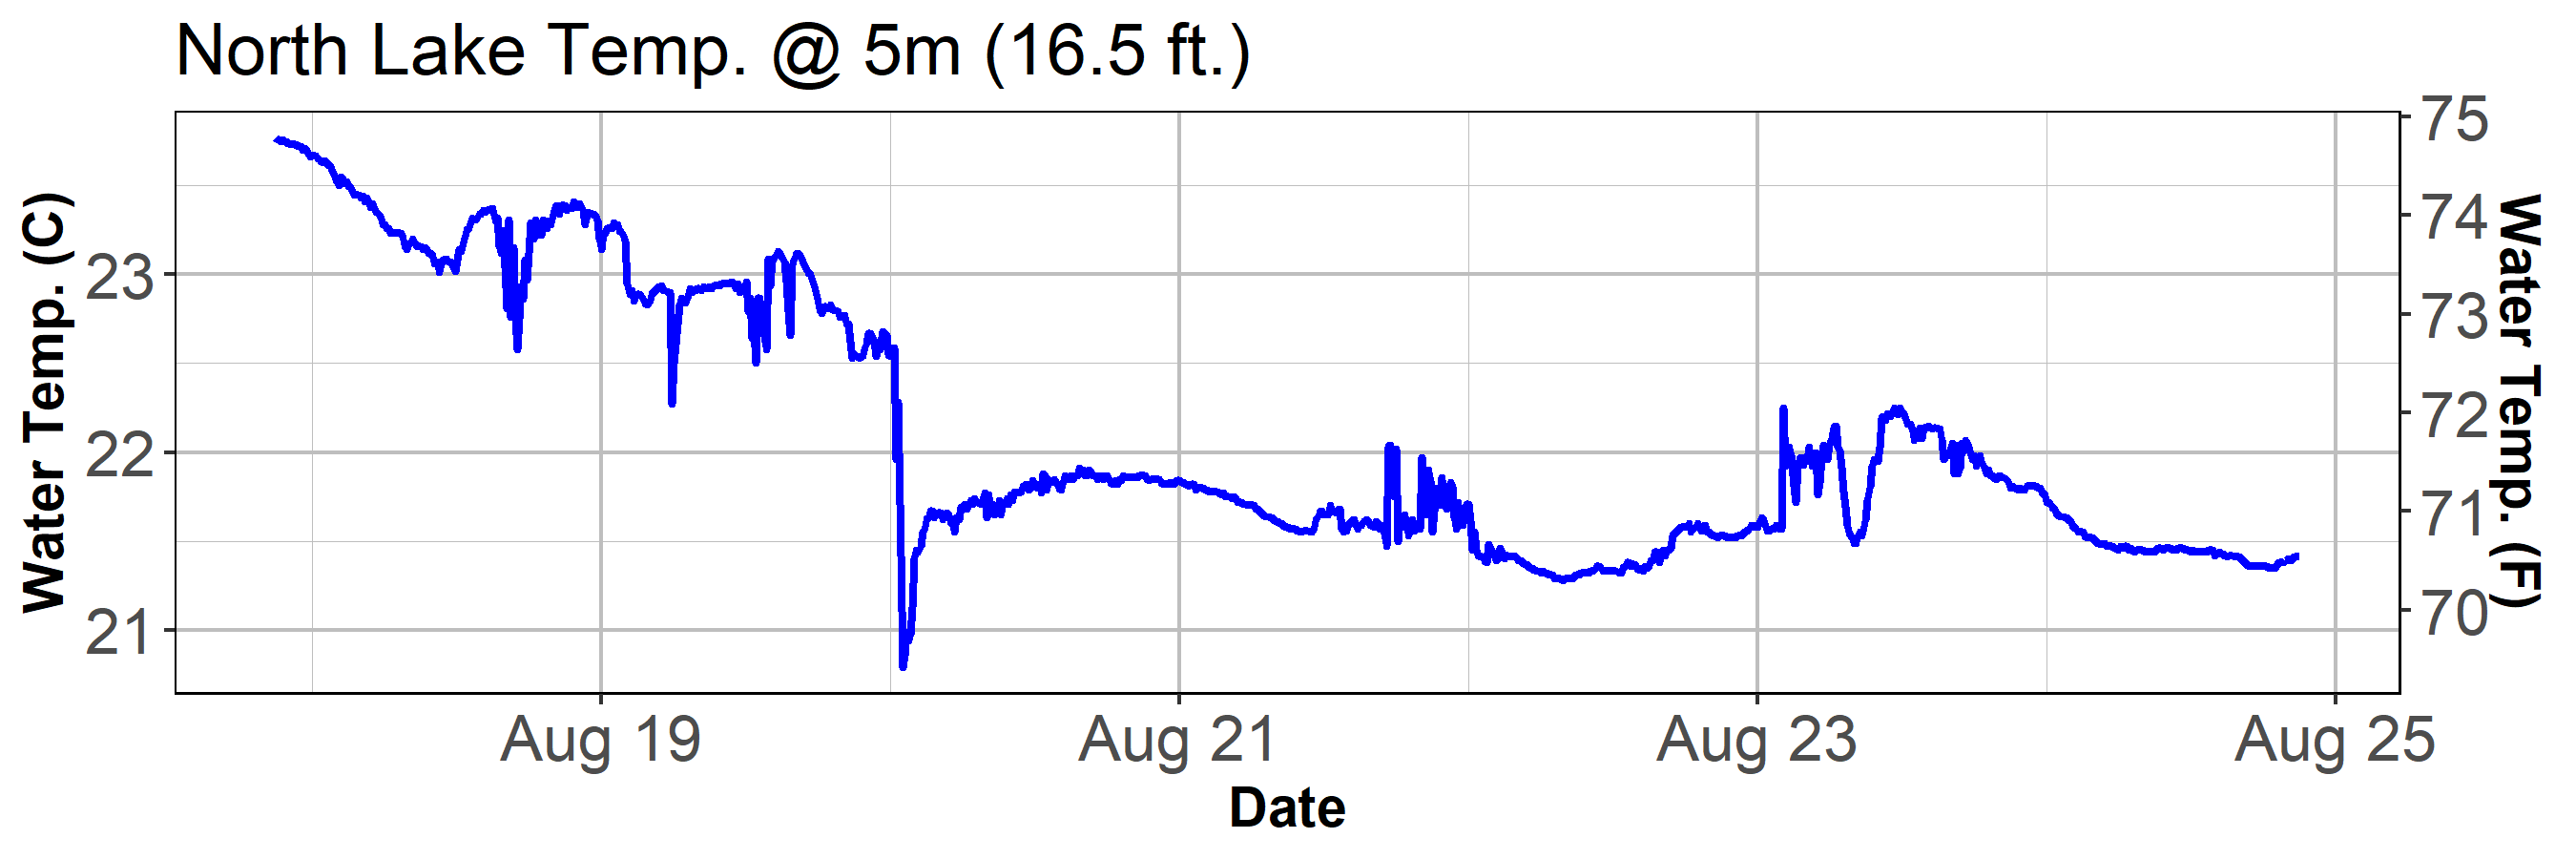 North Lake Temp. @ 5m (16.5 ft.)
Water Temp. (C)
23
22
21
75
74
73
72
71
70
Water Temp. (F)
Aug 19 Aug 21 Aug 23 Aug 25
Date